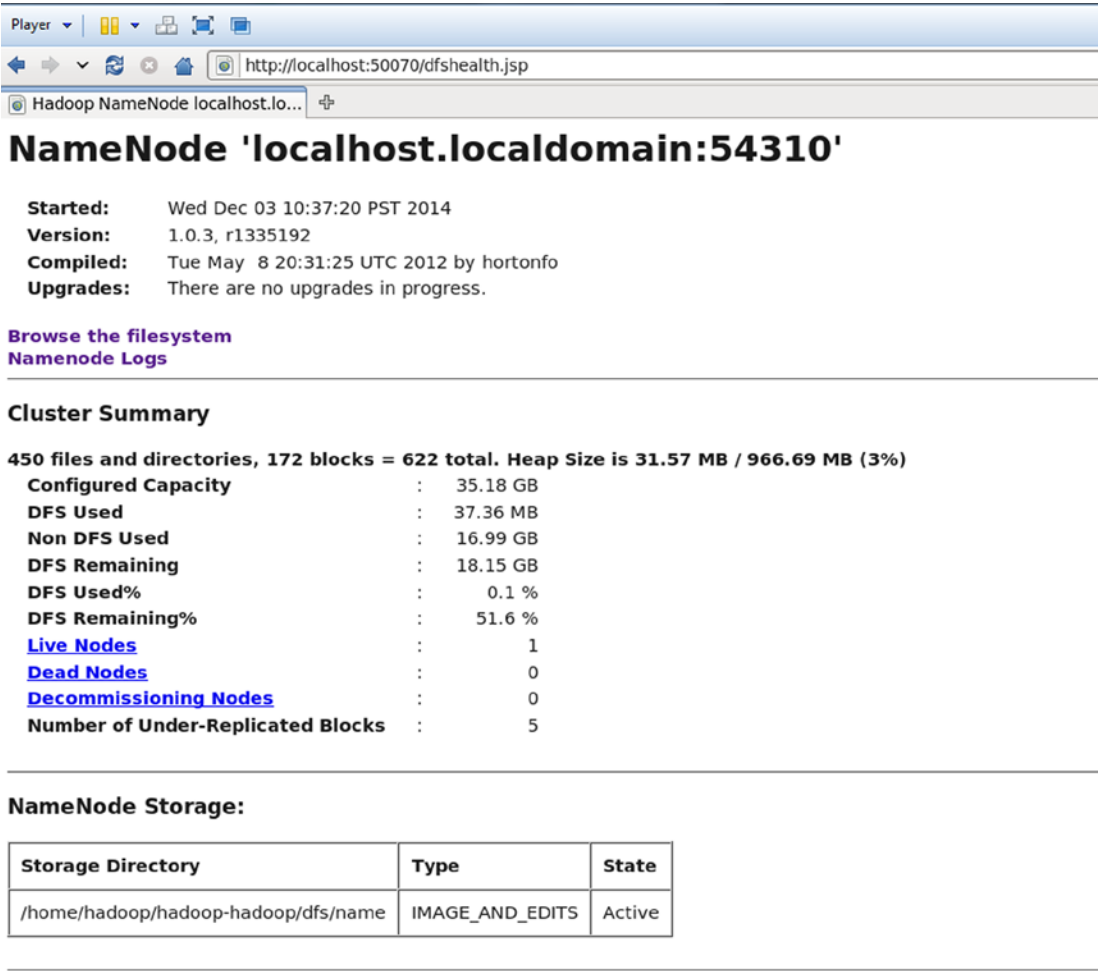 Player
http://localhost:50070/dfshealth.jsp
Hadoop NameNode localhost.lo...
NameNode 'localhost.localdomain:54310'
Started: Wed Dec 03 10:37:20 PST 2014
Version: 1.0.3, r1335192
Compiled: Tue May  8 20:31:25 UTC 2012 by hortonfo
Upgrades: There are no upgrades in progress.
Browse the filesystem
Namenode Logs
Cluster Summary
450 files and directories, 172 blocks = 622 total. Heap Size is 31.57 MB / 966.69 MB (3%)
Configured Capacity : 35.18 GB
DFS Used : 37.36 MB
Non DFS Used : 16.99 GB
DFS Remaining : 18.15 GB
DFS Used% : 0.1 %
DFS Remaining% : 51.6 %
Live Nodes : 1
Dead Nodes : 0
Decommissioning Nodes : 0
Number of Under-Replicated Blocks : 5
NameNode Storage:
Storage Directory Type State
/home/hadoop/hadoop-hadoop/dfs/name IMAGE_AND_EDITS Active